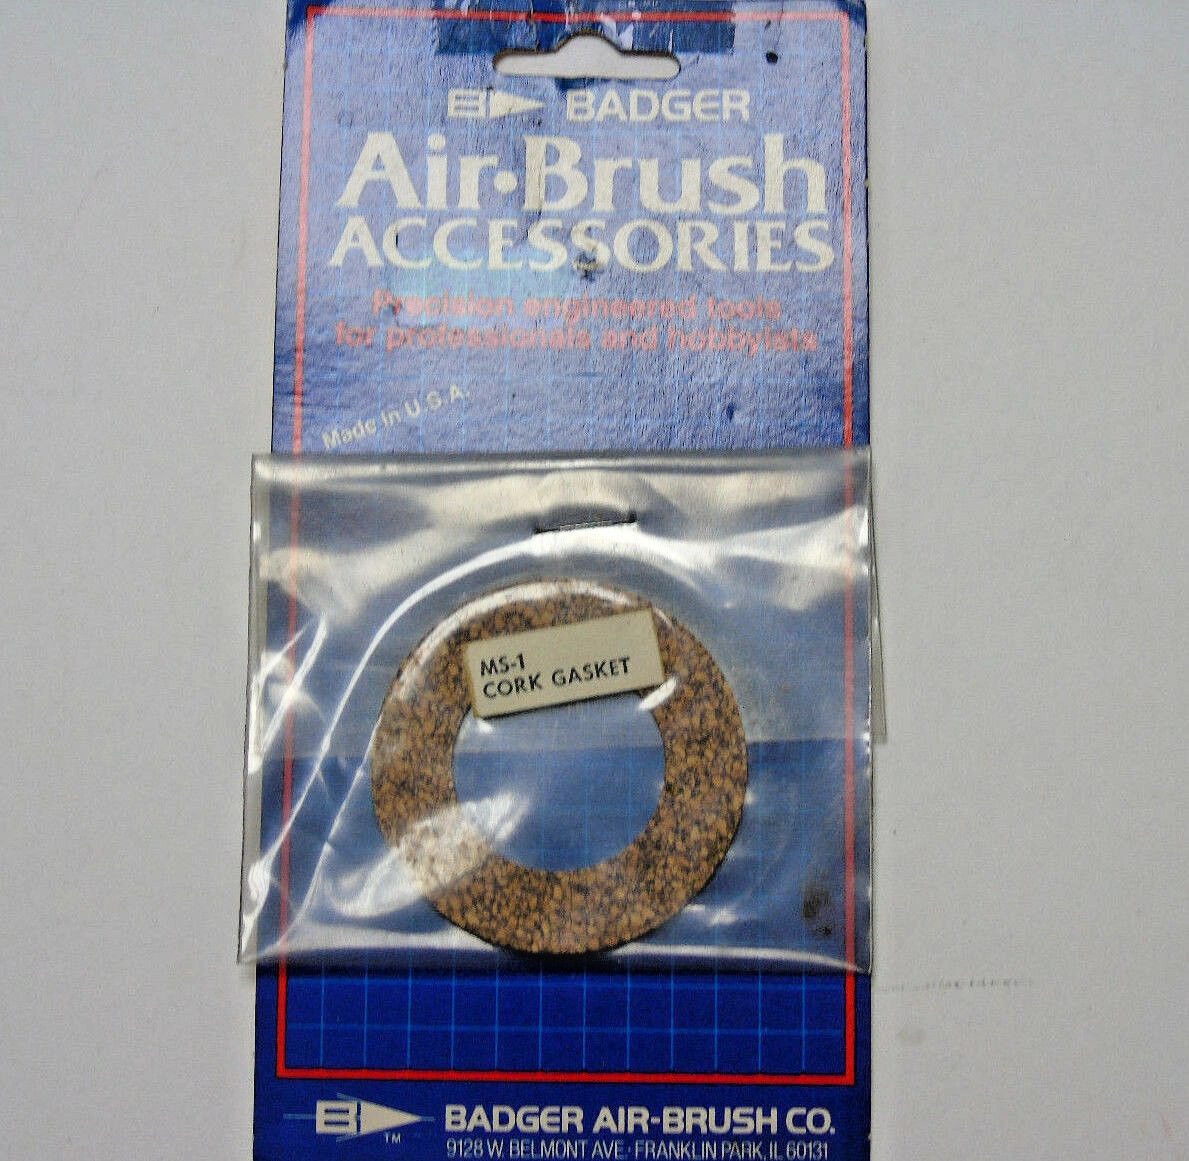 BADGER
Air·Brush
ACCESSORIES
Precision engineered tools
for professionals and hobbyists
Made in U.S.A.
MS-1
CORK GASKET
B TM
BADGER AIR-BRUSH CO.
9128 W. BELMONT AVE · FRANKLIN PARK, IL 60131